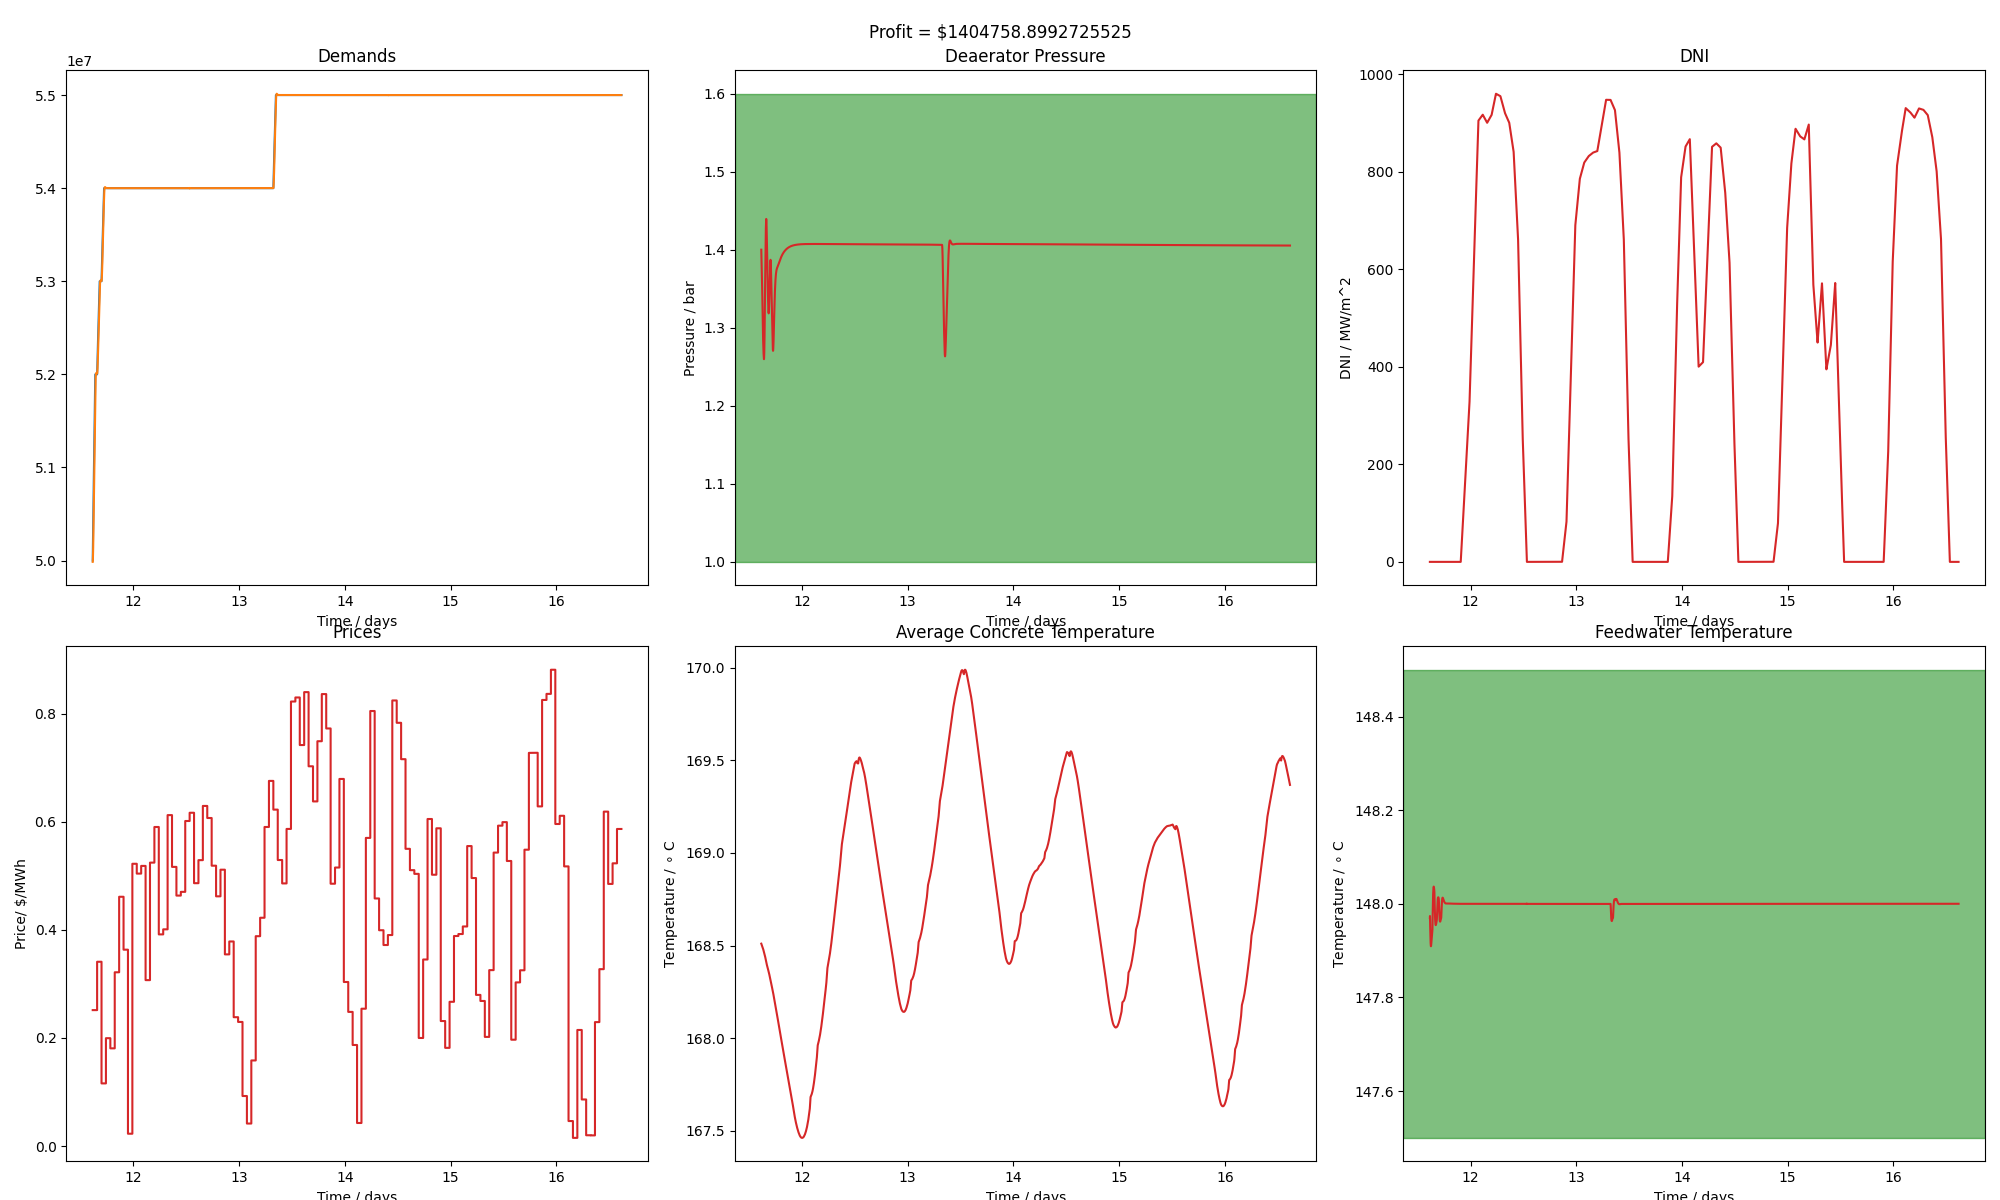 Profit = $1404758.8992725525
Demands
1e7
5.5
5.4
5.3
5.2
5.1
5.0
12 13 14 15 16
Time / days
Deaerator Pressure
Pressure / bar
1.6
1.5
1.4
1.3
1.2
1.1
1.0
12 13 14 15 16
Time / days
DNI
DNI / MW/m^2
1000
800
600
400
200
0
12 13 14 15 16
Time / days
Prices
Price/ $/MWh
0.8
0.6
0.4
0.2
0.0
12 13 14 15 16
Time / days
Average Concrete Temperature
Temperature / ∘ C
170.0
169.5
169.0
168.5
168.0
167.5
12 13 14 15 16
Time / days
Feedwater Temperature
Temperature / ∘ C
148.4
148.2
148.0
147.8
147.6
12 13 14 15 16
Time / days